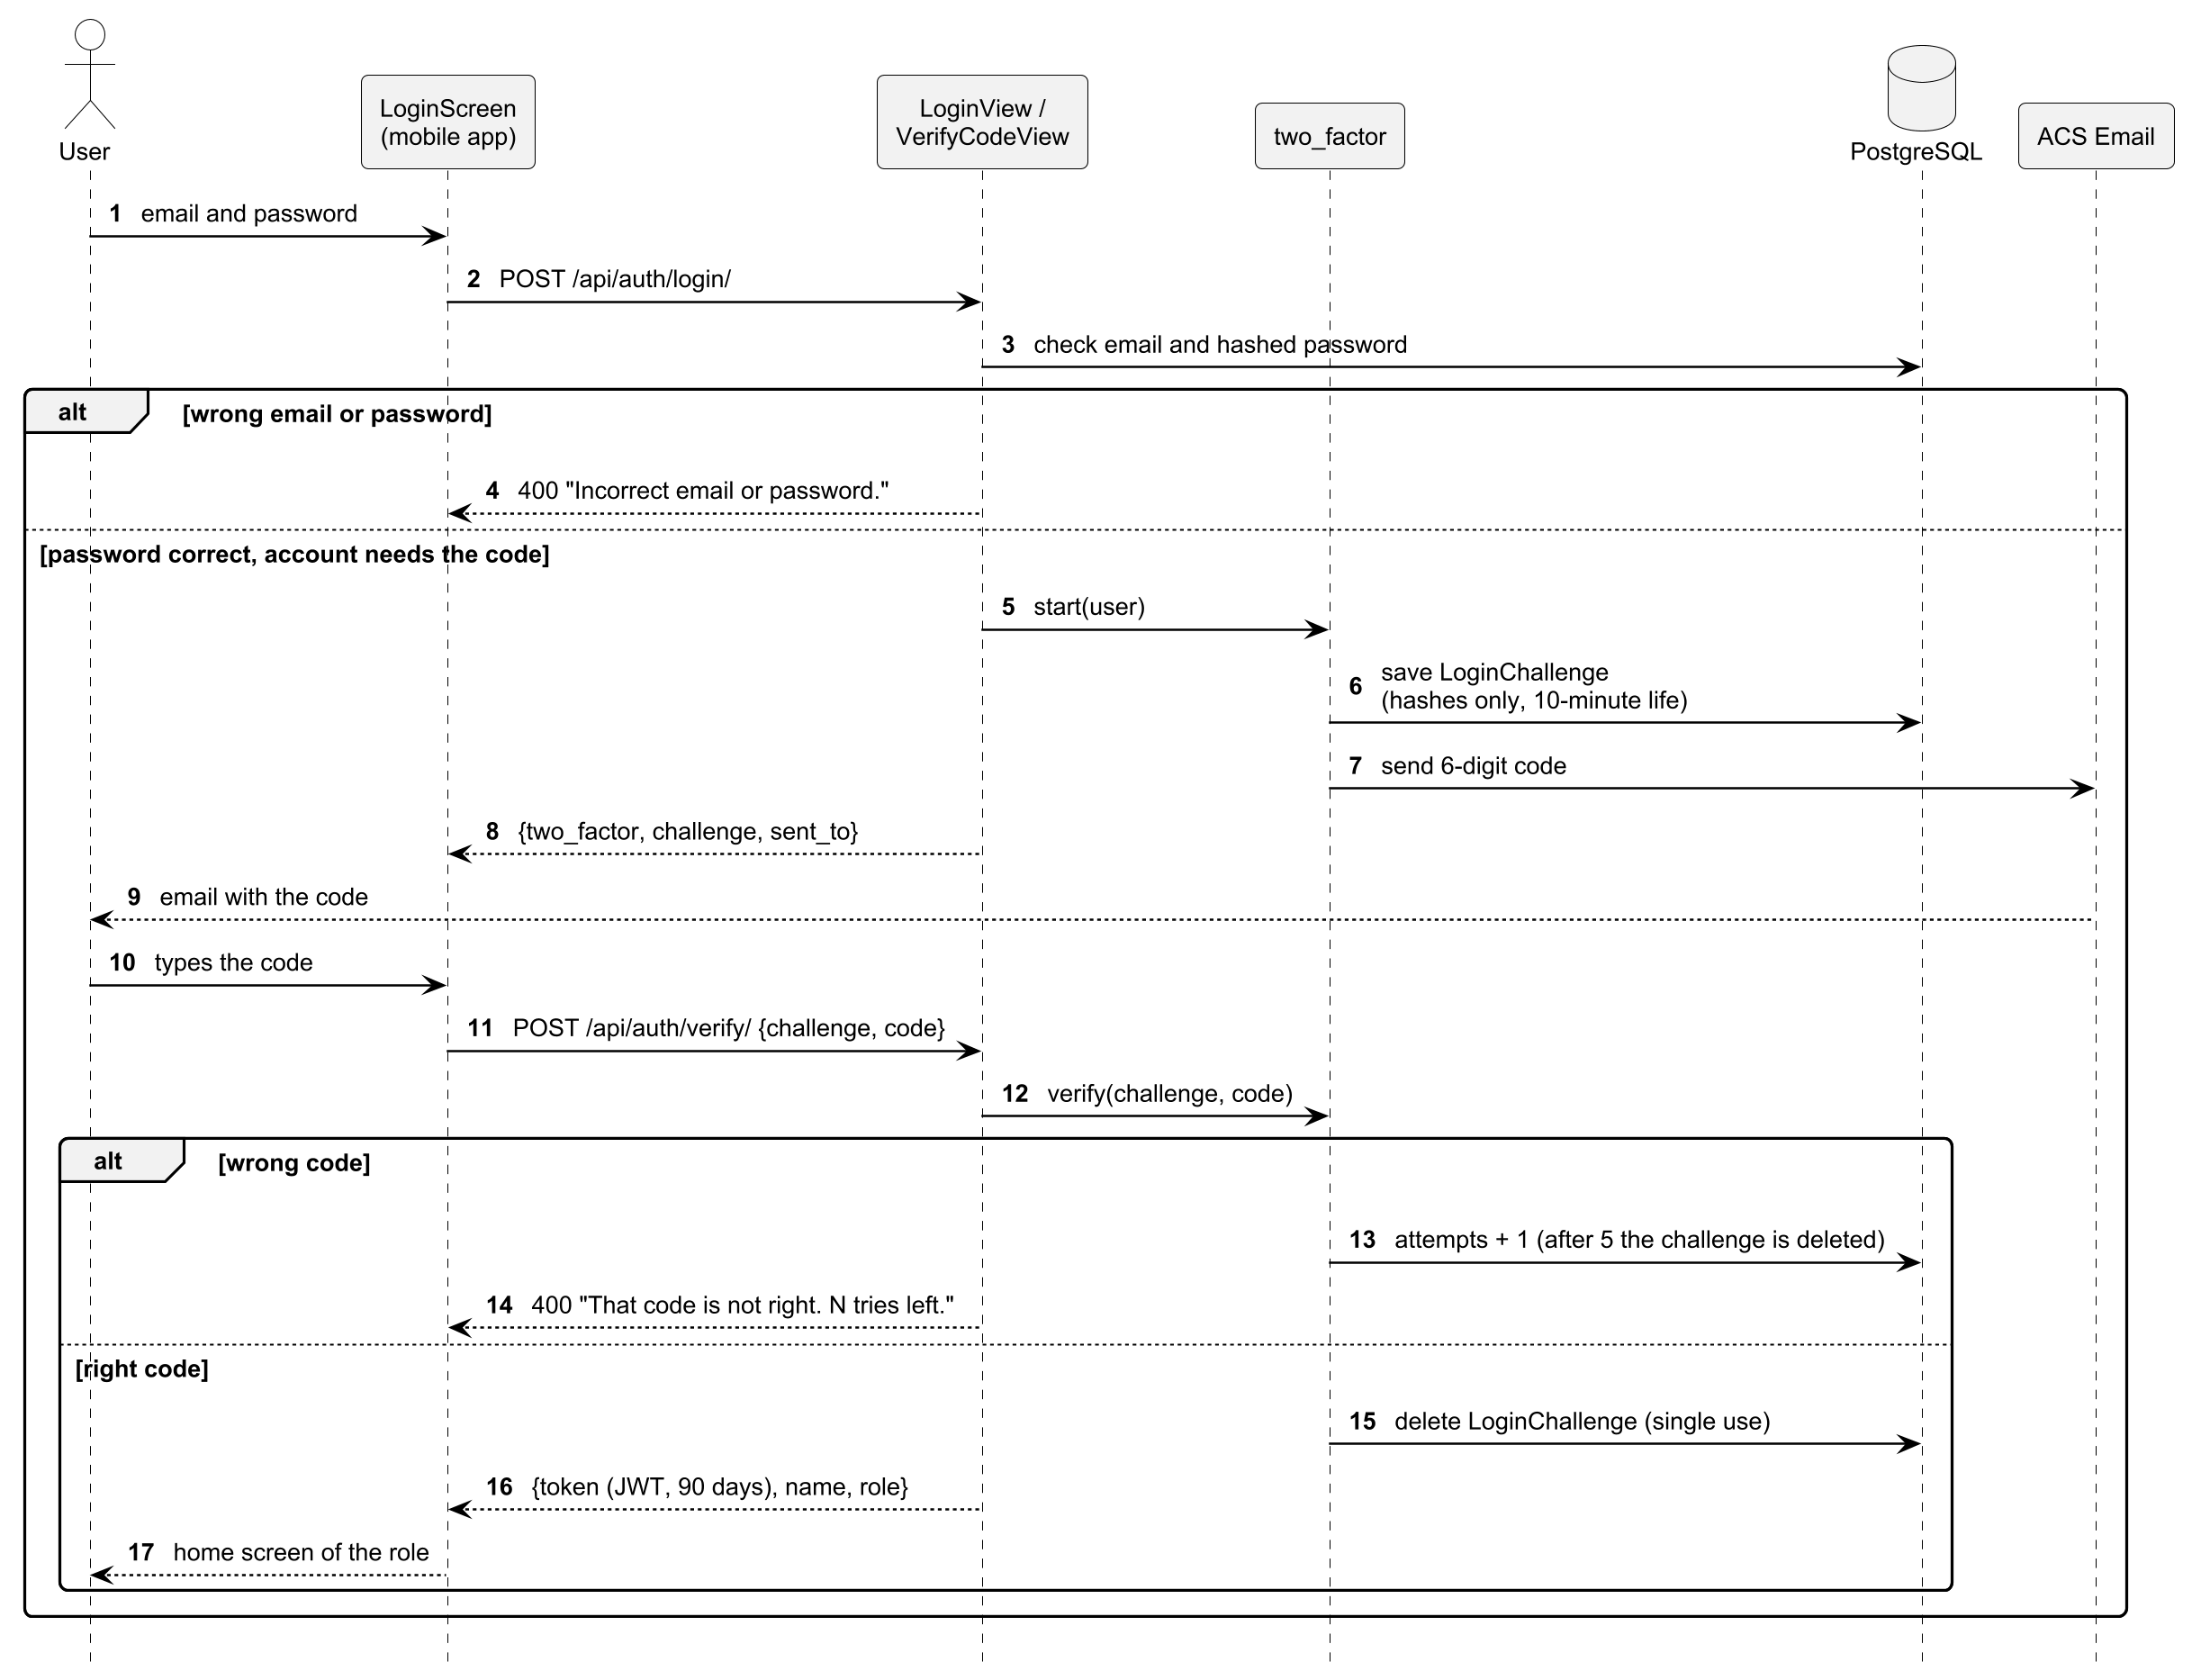 User
LoginScreen
(mobile app)
LoginView /
VerifyCodeView
two_factor
PostgreSQL
ACS Email
1 email and password
2 POST /api/auth/login/
3 check email and hashed password
alt [wrong email or password]
4 400 "Incorrect email or password."
[password correct, account needs the code]
5 start(user)
6 save LoginChallenge
(hashes only, 10-minute life)
7 send 6-digit code
8 {two_factor, challenge, sent_to}
9 email with the code
10 types the code
11 POST /api/auth/verify/ {challenge, code}
12 verify(challenge, code)
alt [wrong code]
13 attempts + 1 (after 5 the challenge is deleted)
14 400 "That code is not right. N tries left."
[right code]
15 delete LoginChallenge (single use)
16 {token (JWT, 90 days), name, role}
17 home screen of the role